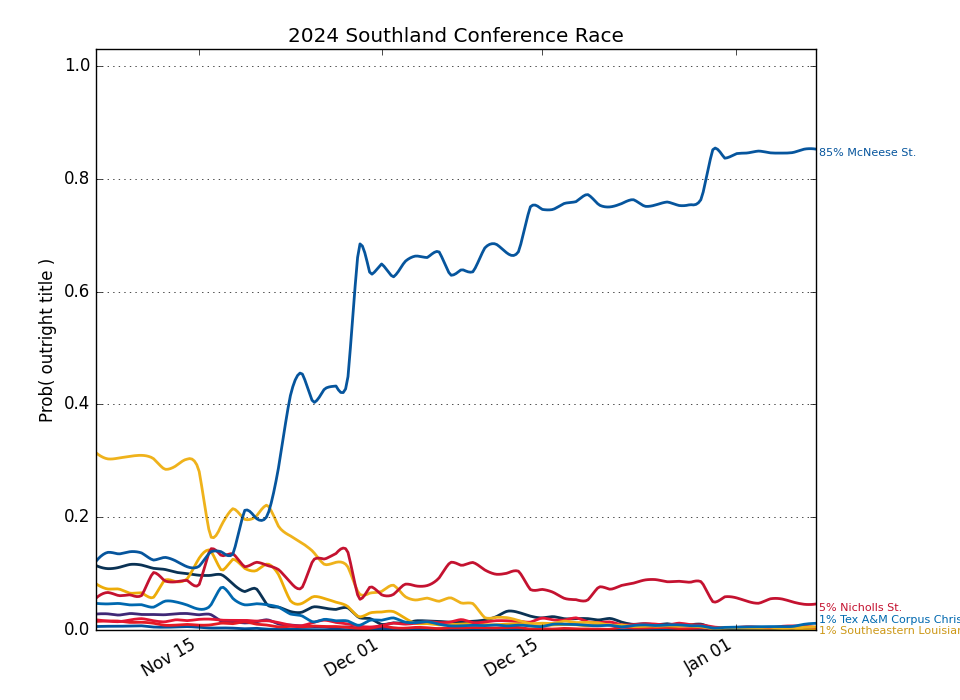 2024 Southland Conference Race
Prob( outright title )
1.0
0.8
0.6
0.4
0.2
0.0
Nov 15
Dec 01
Dec 15
Jan 01
85% McNeese St.
5% Nicholls St.
1% Tex A&M Corpus Chris
1% Southeastern Louisian